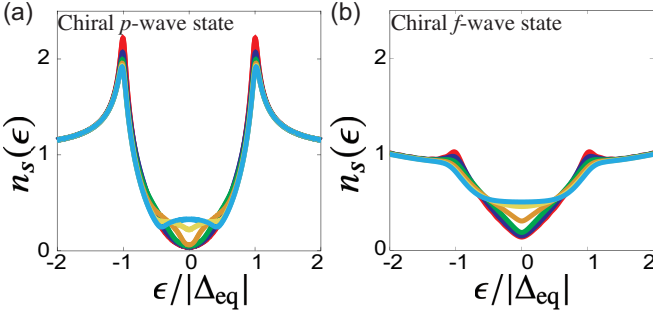 (a)
Chiral p-wave state
2
1
0
-2
-1
0
1
2
n_s(ϵ)
ϵ/|Δ_eq|
(b)
Chiral f-wave state
2
1
0
-2
-1
0
1
2
n_s(ϵ)
ϵ/|Δ_eq|